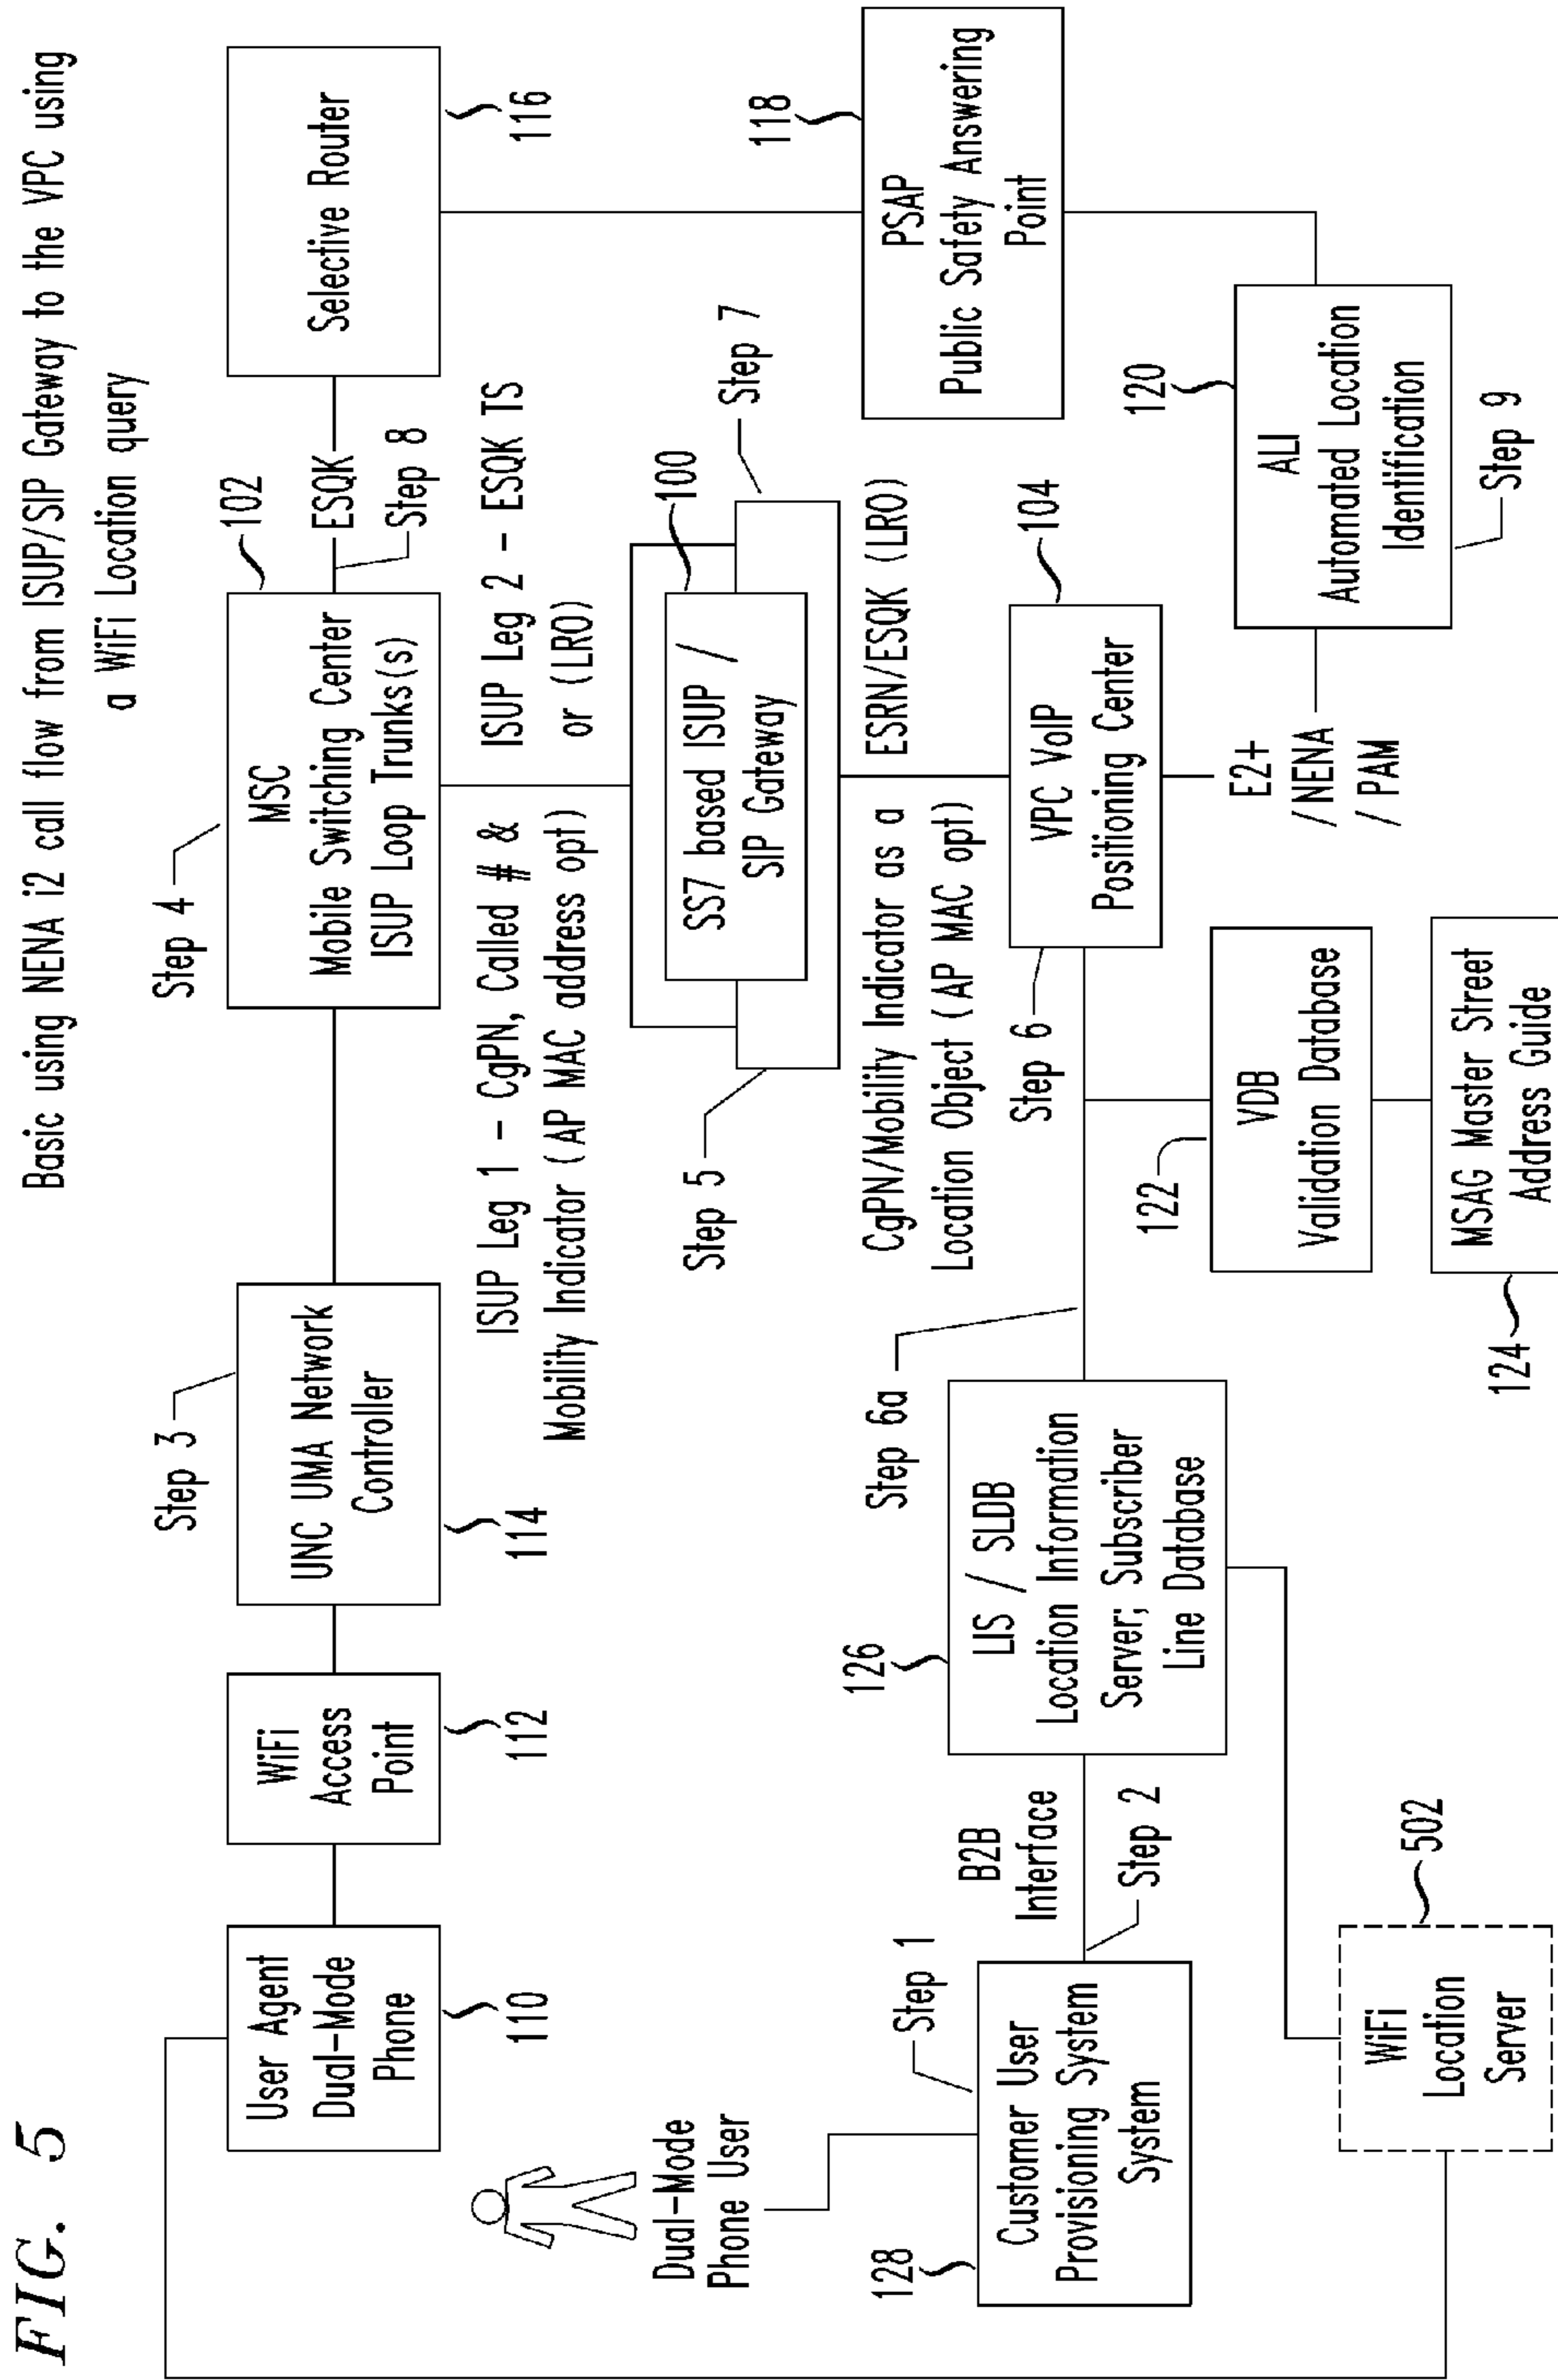 FIG. 5
Basic using NENA i2 call flow from ISUP/SIP Gateway to the VPC using
a WiFi Location query
User Agent
Dual-Mode
Phone
110
WiFi
Access
Point
112
Step 3
UNC UMA Network
Controller
114
Step 4
MSC
Mobile Switching Center
ISUP Loop Trunks(s)
102
ESQK
Step 8
Selective Router
116
ISUP Leg 1 - CgPN, Called # &
Mobility Indicator (AP MAC address opt)
ISUP Leg 2 - ESQK TS
or (LRO)
Step 5
SS7 based ISUP /
SIP Gateway
100
Step 7
PSAP
Public Safety Answering
Point
118
Dual-Mode
Phone User
CgPN/Mobility Indicator as a
Location Object (AP MAC opt)
ESRN/ESQK (LRO)
128
Customer User
Provisioning System
System
Step 1
B2B
Interface
Step 2
126
LIS / SLDB
Location Information
Server; Subscriber
Line Database
Step 6a
Step 6
VPC VoIP
Positioning Center
104
120
ALI
Automated Location
Identification
Step 9
E2+
/NENA
/ PAM
122
VDB
Validation Database
124
MSAG Master Street
Address Guide
WiFi
Location
Server
502